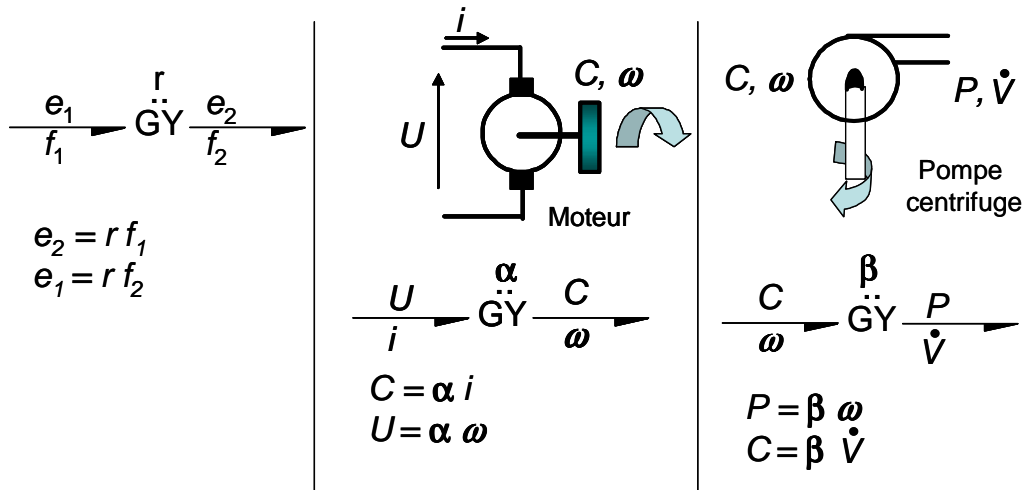 r
e₁ GY e₂
f₁ f₂
e₂ = r f₁
e₁ = r f₂
i
C, ω
U
Moteur
α
U GY C
i ω
C = α i
U = α ω
C, ω
P, V̇
Pompe
centrifuge
β
C GY P
ω V̇
P = β ω
C = β V̇